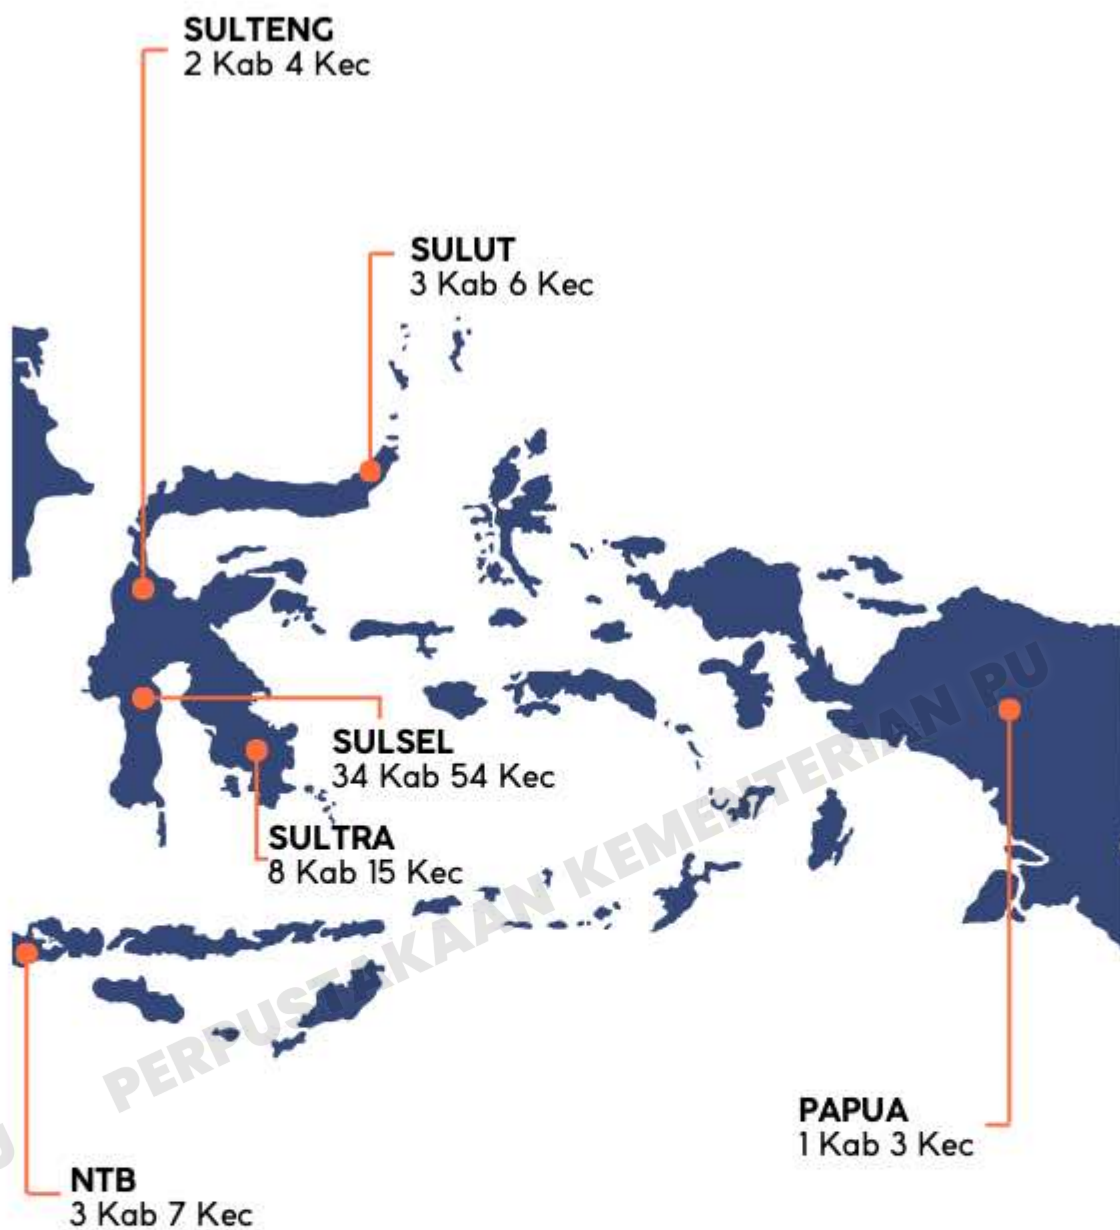 SULTENG
2 Kab 4 Kec
SULUT
3 Kab 6 Kec
SULSEL
34 Kab 54 Kec
SULTRA
8 Kab 15 Kec
PERPUSTAKAAN KEMENTERIAN PU
PAPUA
1 Kab 3 Kec
U
NTB
3 Kab 7 Kec